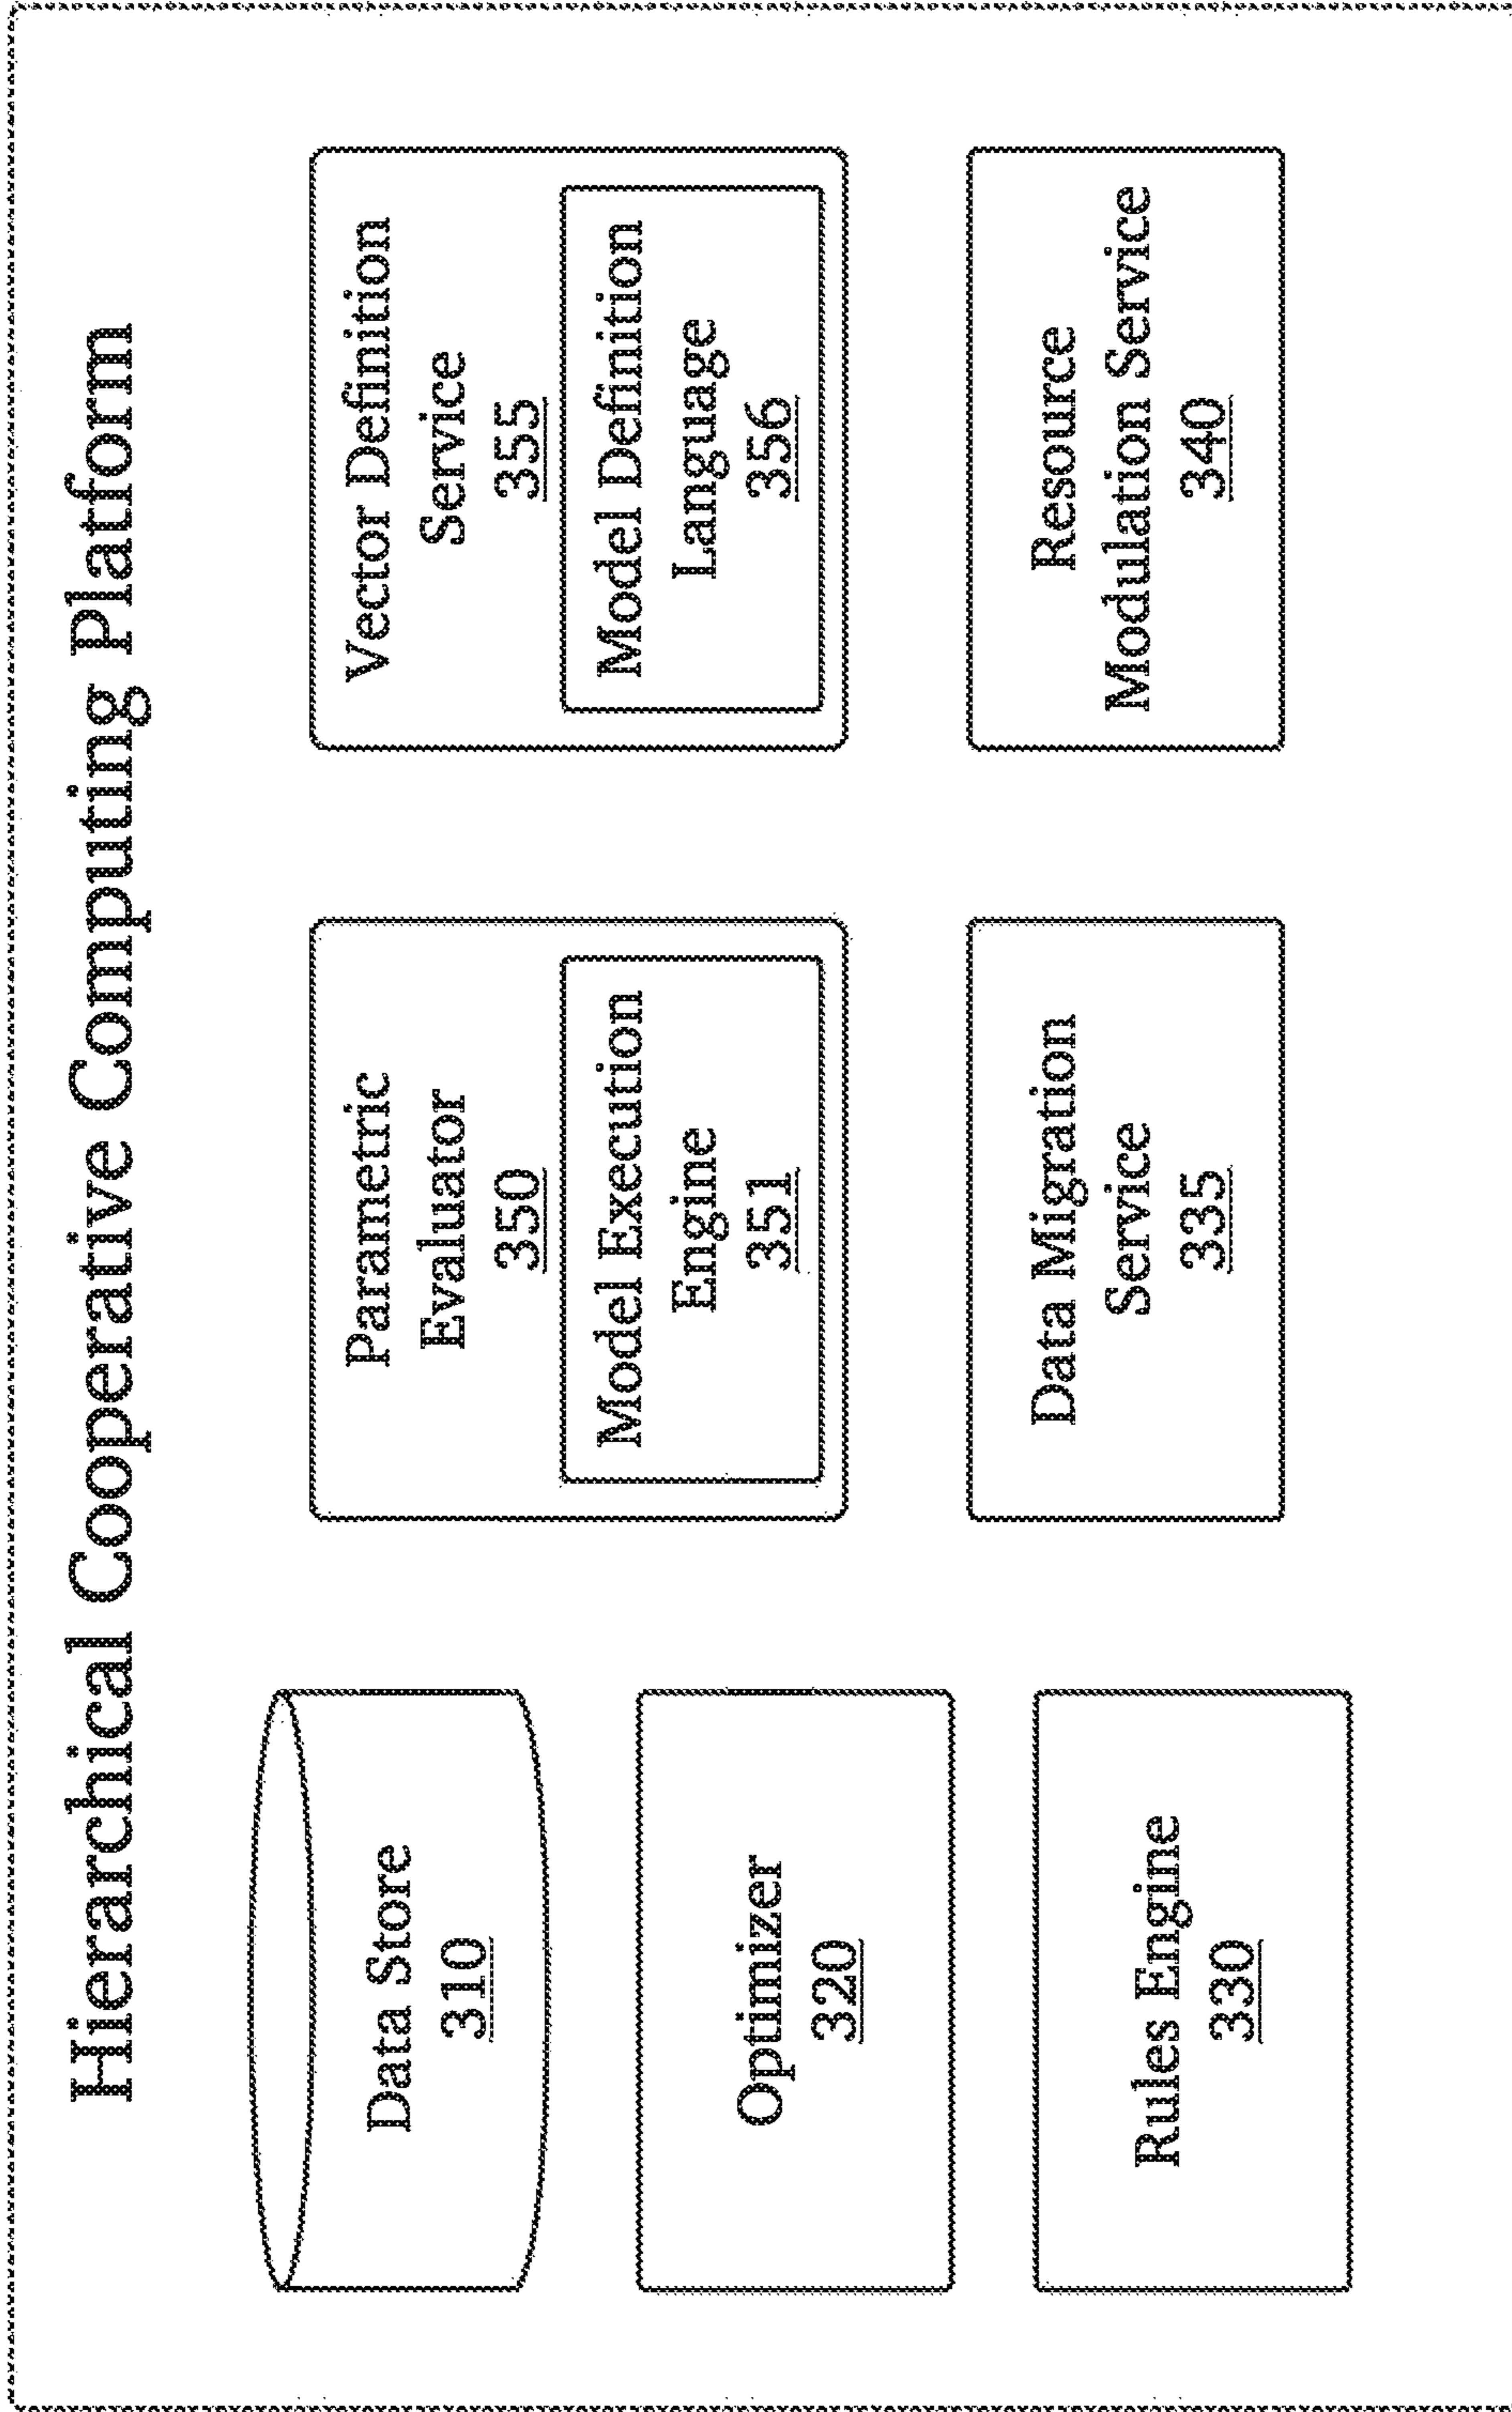 Hierarchical Cooperative Computing Platform
Data Store
310
Optimizer
320
Rules Engine
330
Parametric
Evaluator
350
Model Execution
Engine
351
Data Migration
Service
335
Vector Definition
Service
355
Model Definition
Language
356
Resource
Modulation Service
340